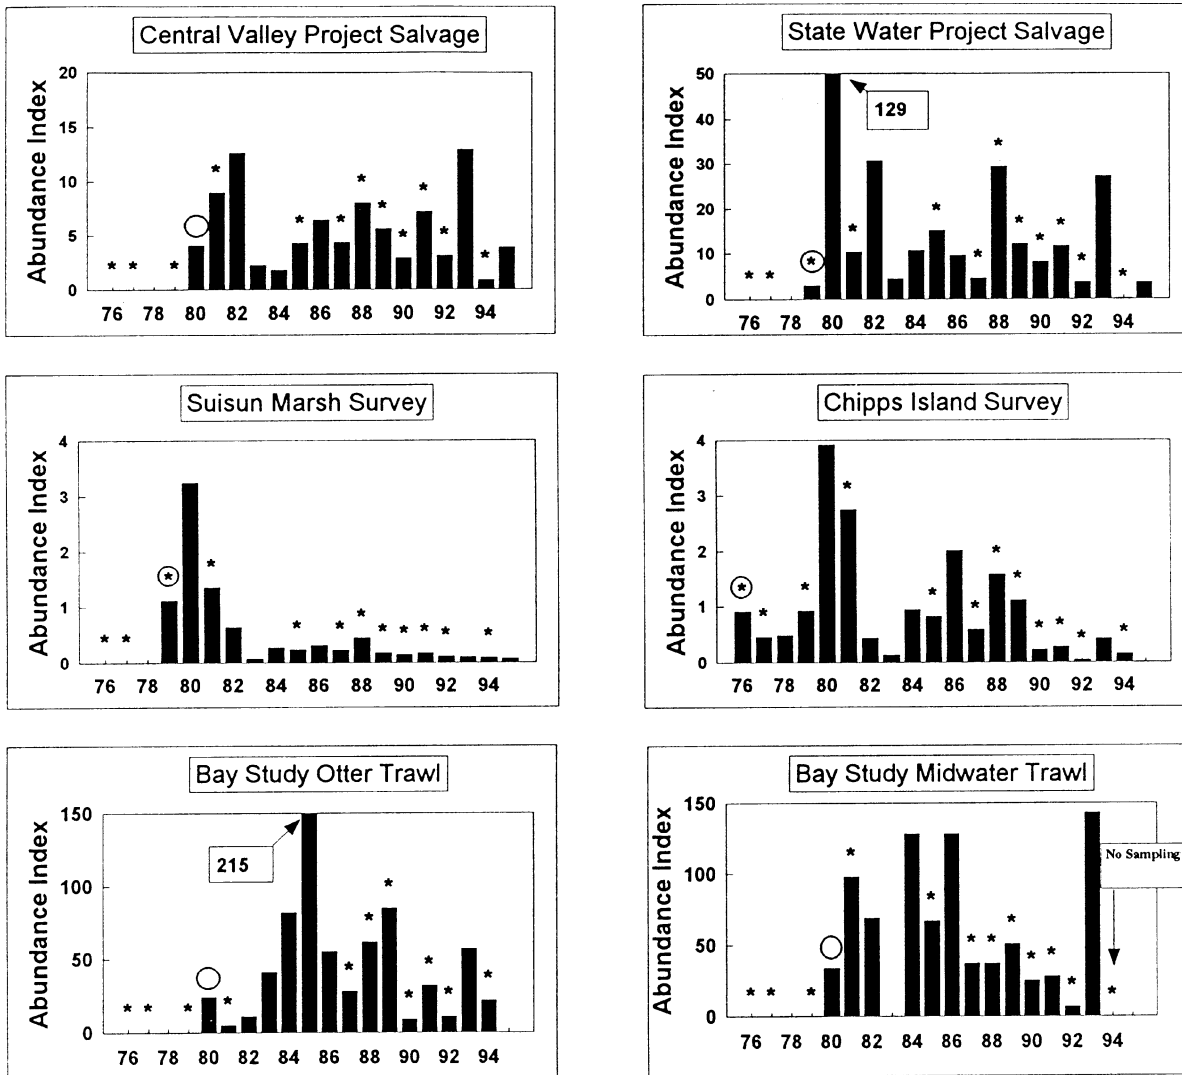 Central Valley Project Salvage
Abundance Index
20
15
10
5
0
* * * * * * * * * * *
76 78 80 82 84 86 88 90 92 94
State Water Project Salvage
Abundance Index
50
40
30
20
10
0
129
* * * * * * * * * * * *
76 78 80 82 84 86 88 90 92 94
Suisun Marsh Survey
Abundance Index
4
3
2
1
0
* * * * * * * * * * * *
76 78 80 82 84 86 88 90 92 94
Chipps Island Survey
Abundance Index
4
3
2
1
0
* * * * * * * * * * * *
76 78 80 82 84 86 88 90 92 94
Bay Study Otter Trawl
Abundance Index
150
100
50
0
215
* * * * * * * * * * *
76 78 80 82 84 86 88 90 92 94
Bay Study Midwater Trawl
Abundance Index
150
100
50
0
No Sampling
* * * * * * * * * * * *
76 78 80 82 84 86 88 90 92 94